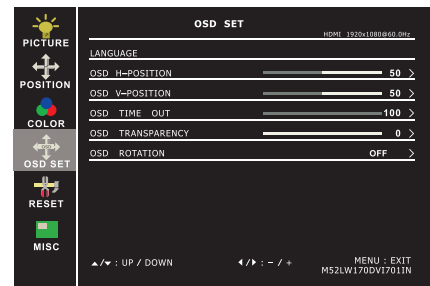 OSD SET
HDMI 1920x1080@60.0Hz
PICTURE
POSITION
COLOR
OSD SET
RESET
MISC
LANGUAGE
OSD H-POSITION 50 >
OSD V-POSITION 50 >
OSD TIME OUT 100 >
OSD TRANSPARENCY 0 >
OSD ROTATION OFF >
▲/▼ : UP / DOWN ◀/▶ : - / + MENU : EXIT
M52LW170DVI701IN